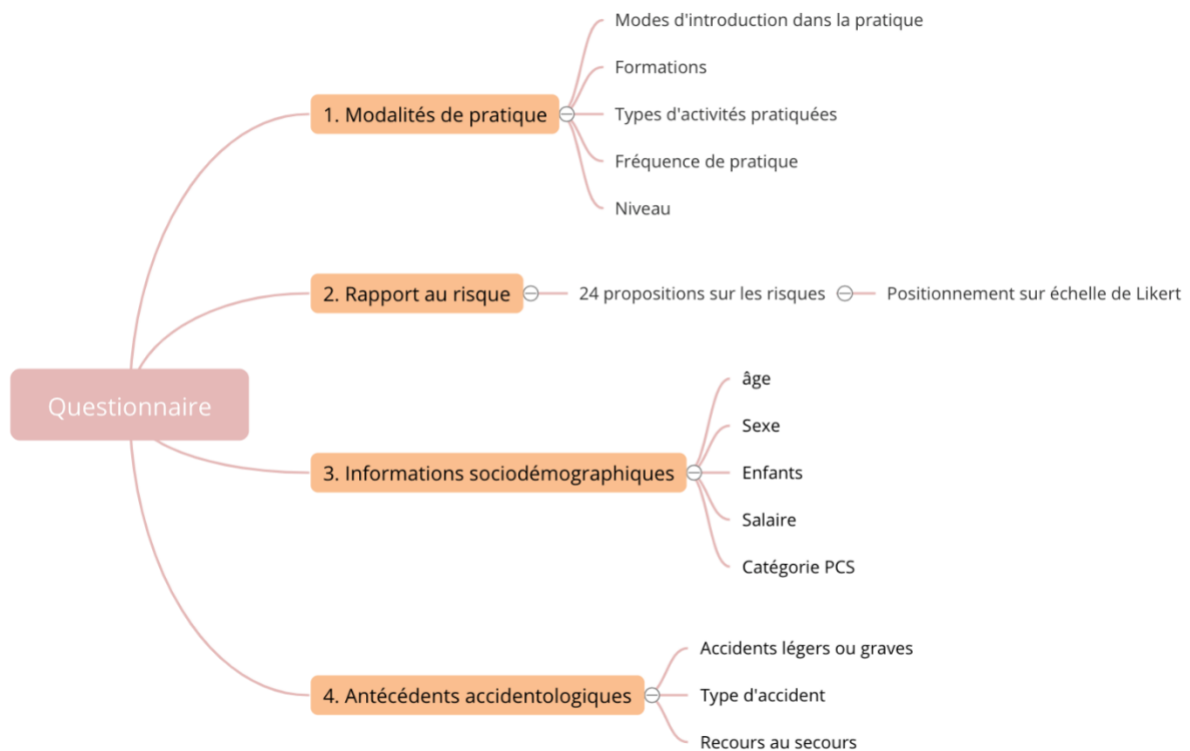 Questionnaire
1. Modalités de pratique
Modes d'introduction dans la pratique
Formations
Types d'activités pratiquées
Fréquence de pratique
Niveau
2. Rapport au risque
24 propositions sur les risques
Positionnement sur échelle de Likert
3. Informations sociodémographiques
âge
Sexe
Enfants
Salaire
Catégorie PCS
4. Antécédents accidentologiques
Accidents légers ou graves
Type d'accident
Recours au secours